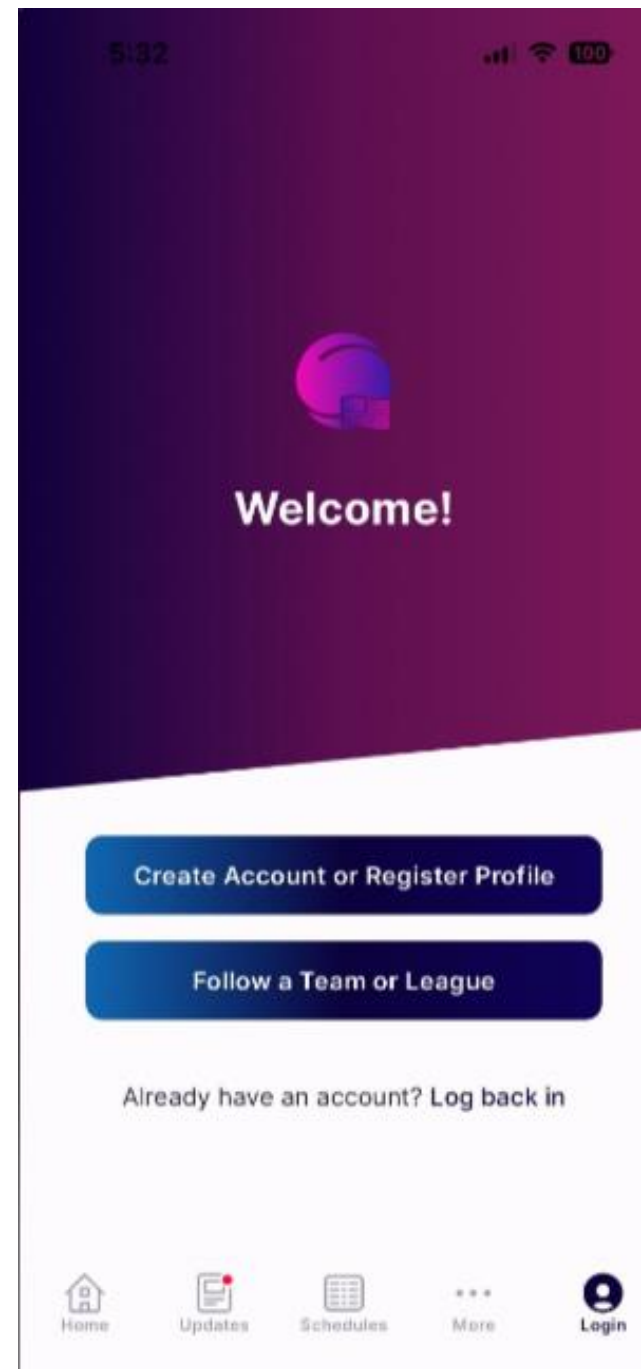 5:32
100
Welcome!
Create Account or Register Profile
Follow a Team or League
Already have an account? Log back in
Home Updates Schedules More Login